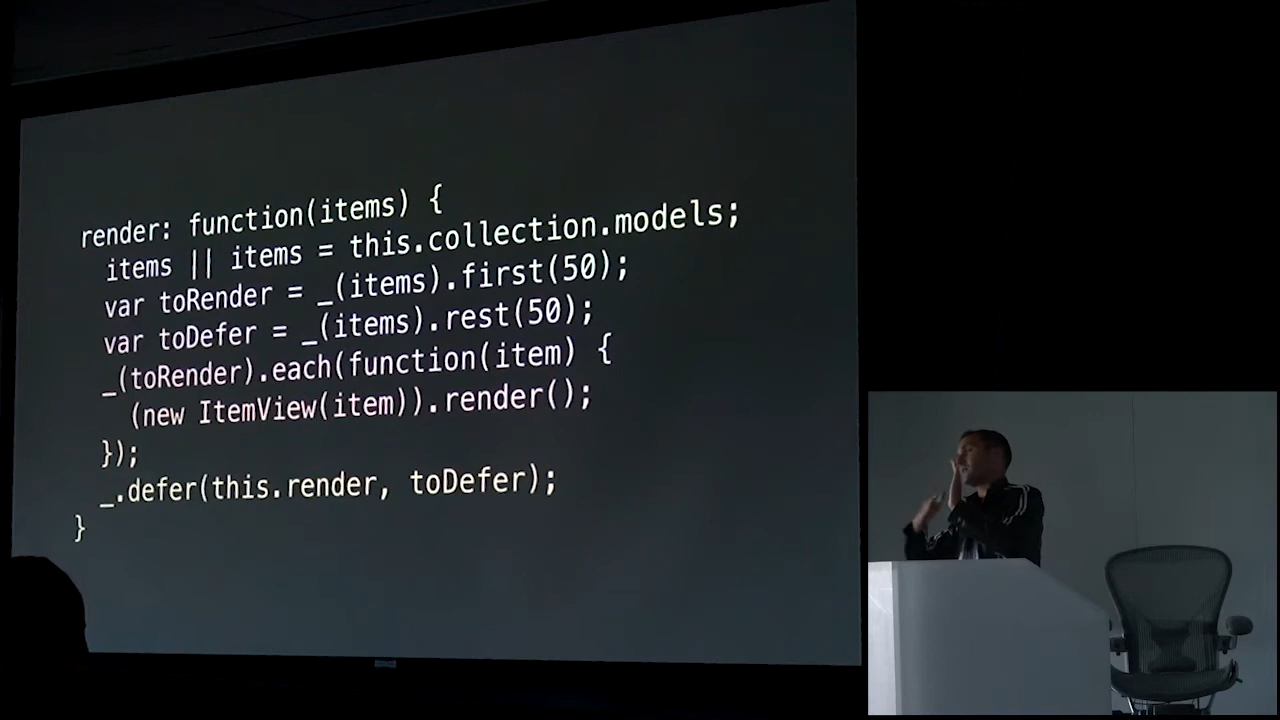 render: function(items) {
items || items = this.collection.models;
var toRender = _(items).first(50);
var toDefer = _(items).rest(50);
_(toRender).each(function(item) {
(new ItemView(item)).render();
});
_.defer(this.render, toDefer);
}